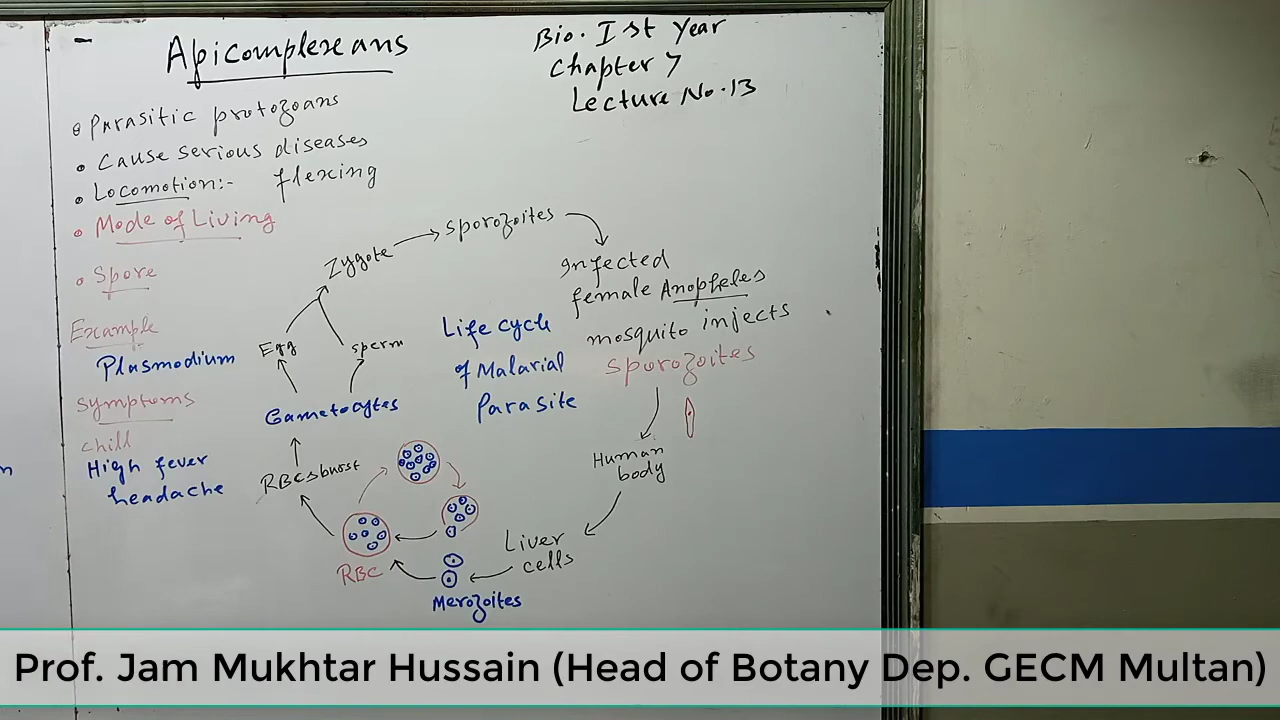 Apicomplexans
Bio. Ist Year
Chapter 7
Lecture No. 13
Parasitic protozoans
Cause serious diseases
Locomotion:- flexing
Mode of Living
Spore
Example
Plasmodium
Symptoms
chill
High fever
headache
Zygote
Sporozoites
Infected
female Anopheles
mosquito injects
sporozoites
Human
body
Liver
cells
Merozoites
RBC
RBCs burst
Gametocytes
Egg
sperm
Life cycle
of Malarial
Parasite
n
Prof. Jam Mukhtar Hussain (Head of Botany Dep. GECM Multan)